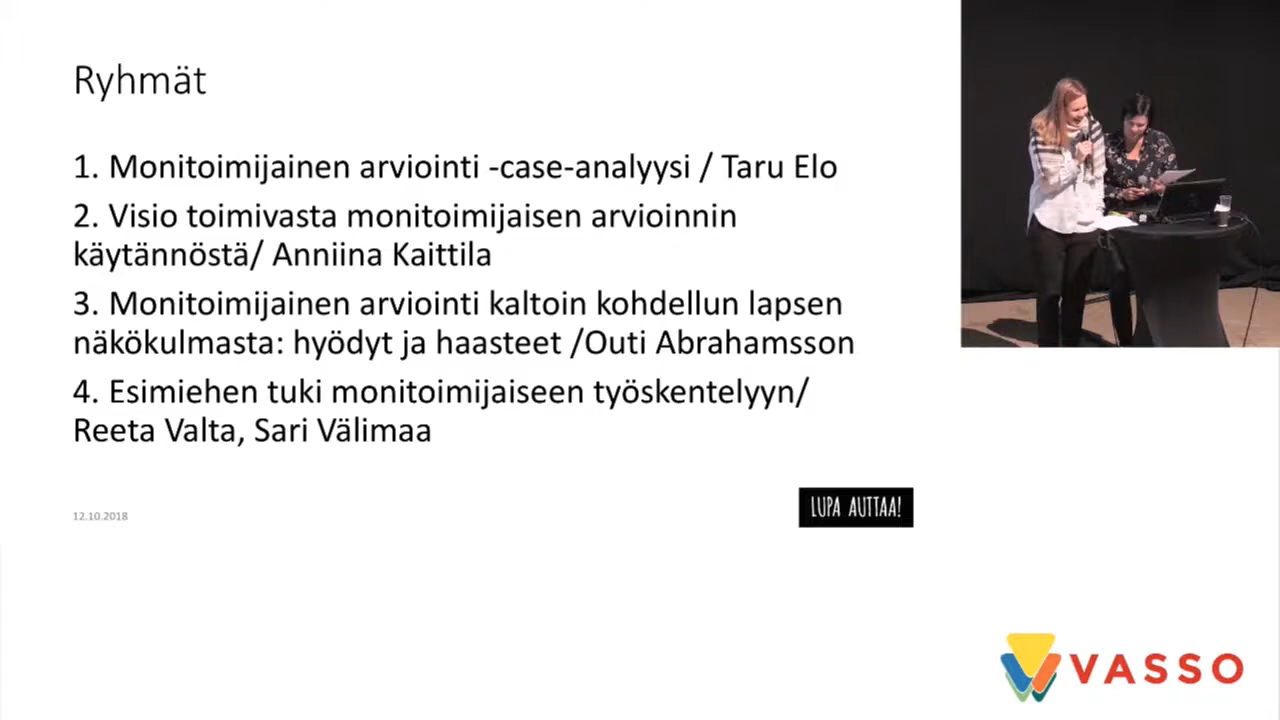 Ryhmät
1. Monitoimijainen arviointi -case-analyysi / Taru Elo
2. Visio toimivasta monitoimijaisen arvioinnin
käytännöstä/ Anniina Kaittila
3. Monitoimijainen arviointi kaltoin kohdellun lapsen
näkökulmasta: hyödyt ja haasteet /Outi Abrahamsson
4. Esimiehen tuki monitoimijaiseen työskentelyyn/
Reeta Valta, Sari Välimaa
12.10.2018
LUPA AUTTAA!
VASSO